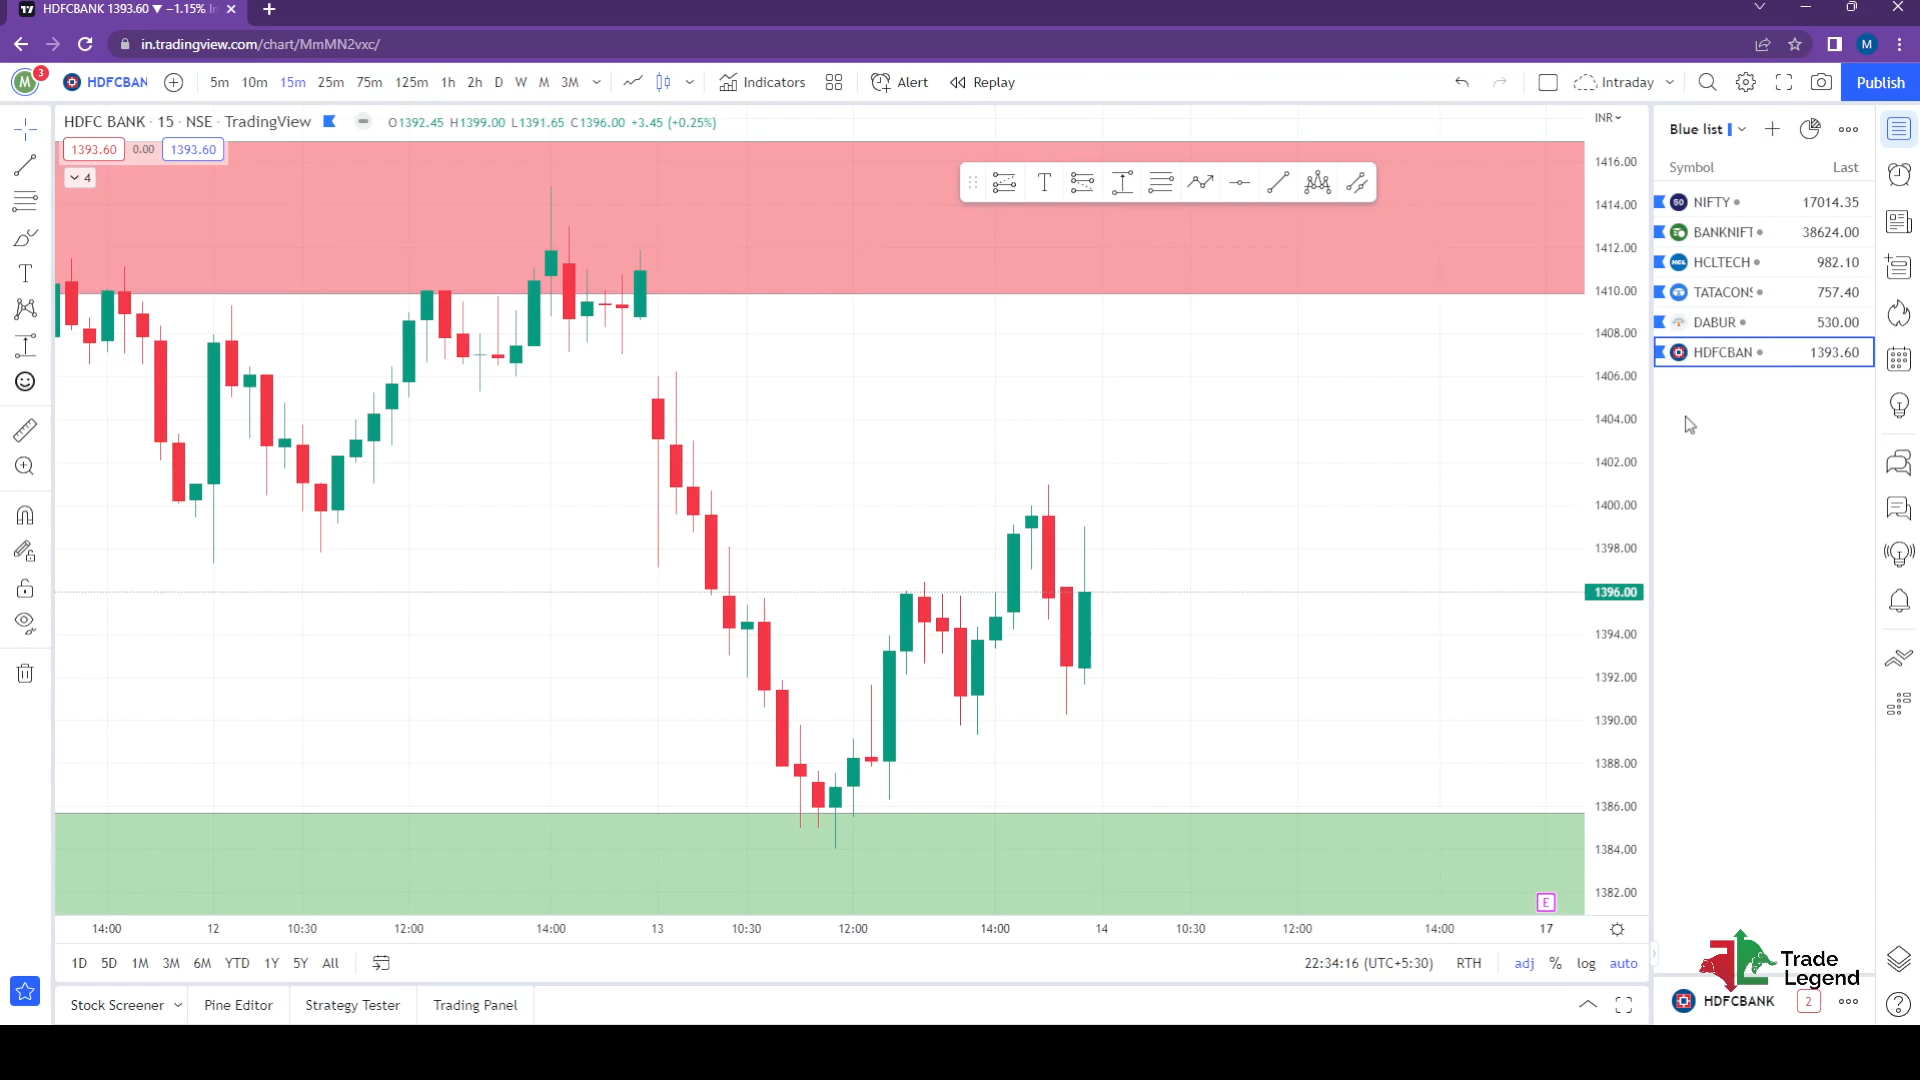 HDFCBANK 1393.60 ▼ −1.15%
in.tradingview.com/chart/MmMN2vxc/
M
M 3 HDFCBAN 5m 10m 15m 25m 75m 125m 1h 2h D W M 3M Indicators Alert Replay Intraday Publish
HDFC BANK · 15 · NSE · TradingView O1392.45 H1399.00 L1391.65 C1396.00 +3.45 (+0.25%)
1393.60 0.00 1393.60
4
INR
1416.00
1414.00
1412.00
1410.00
1408.00
1406.00
1404.00
1402.00
1400.00
1398.00
1396.00
1394.00
1392.00
1390.00
1388.00
1386.00
1384.00
1382.00
E
14:00 12 10:30 12:00 14:00 13 10:30 12:00 14:00 14 10:30 12:00 14:00 17
1D 5D 1M 3M 6M YTD 1Y 5Y All 22:34:16 (UTC+5:30) RTH adj % log auto
Stock Screener Pine Editor Strategy Tester Trading Panel
Blue list
Symbol Last
50 NIFTY 17014.35
BANKNIFT 38624.00
HCL HCLTECH 982.10
TATACONS 757.40
DABUR 530.00
HDFCBAN 1393.60
Trade
Legend
HDFCBANK 2